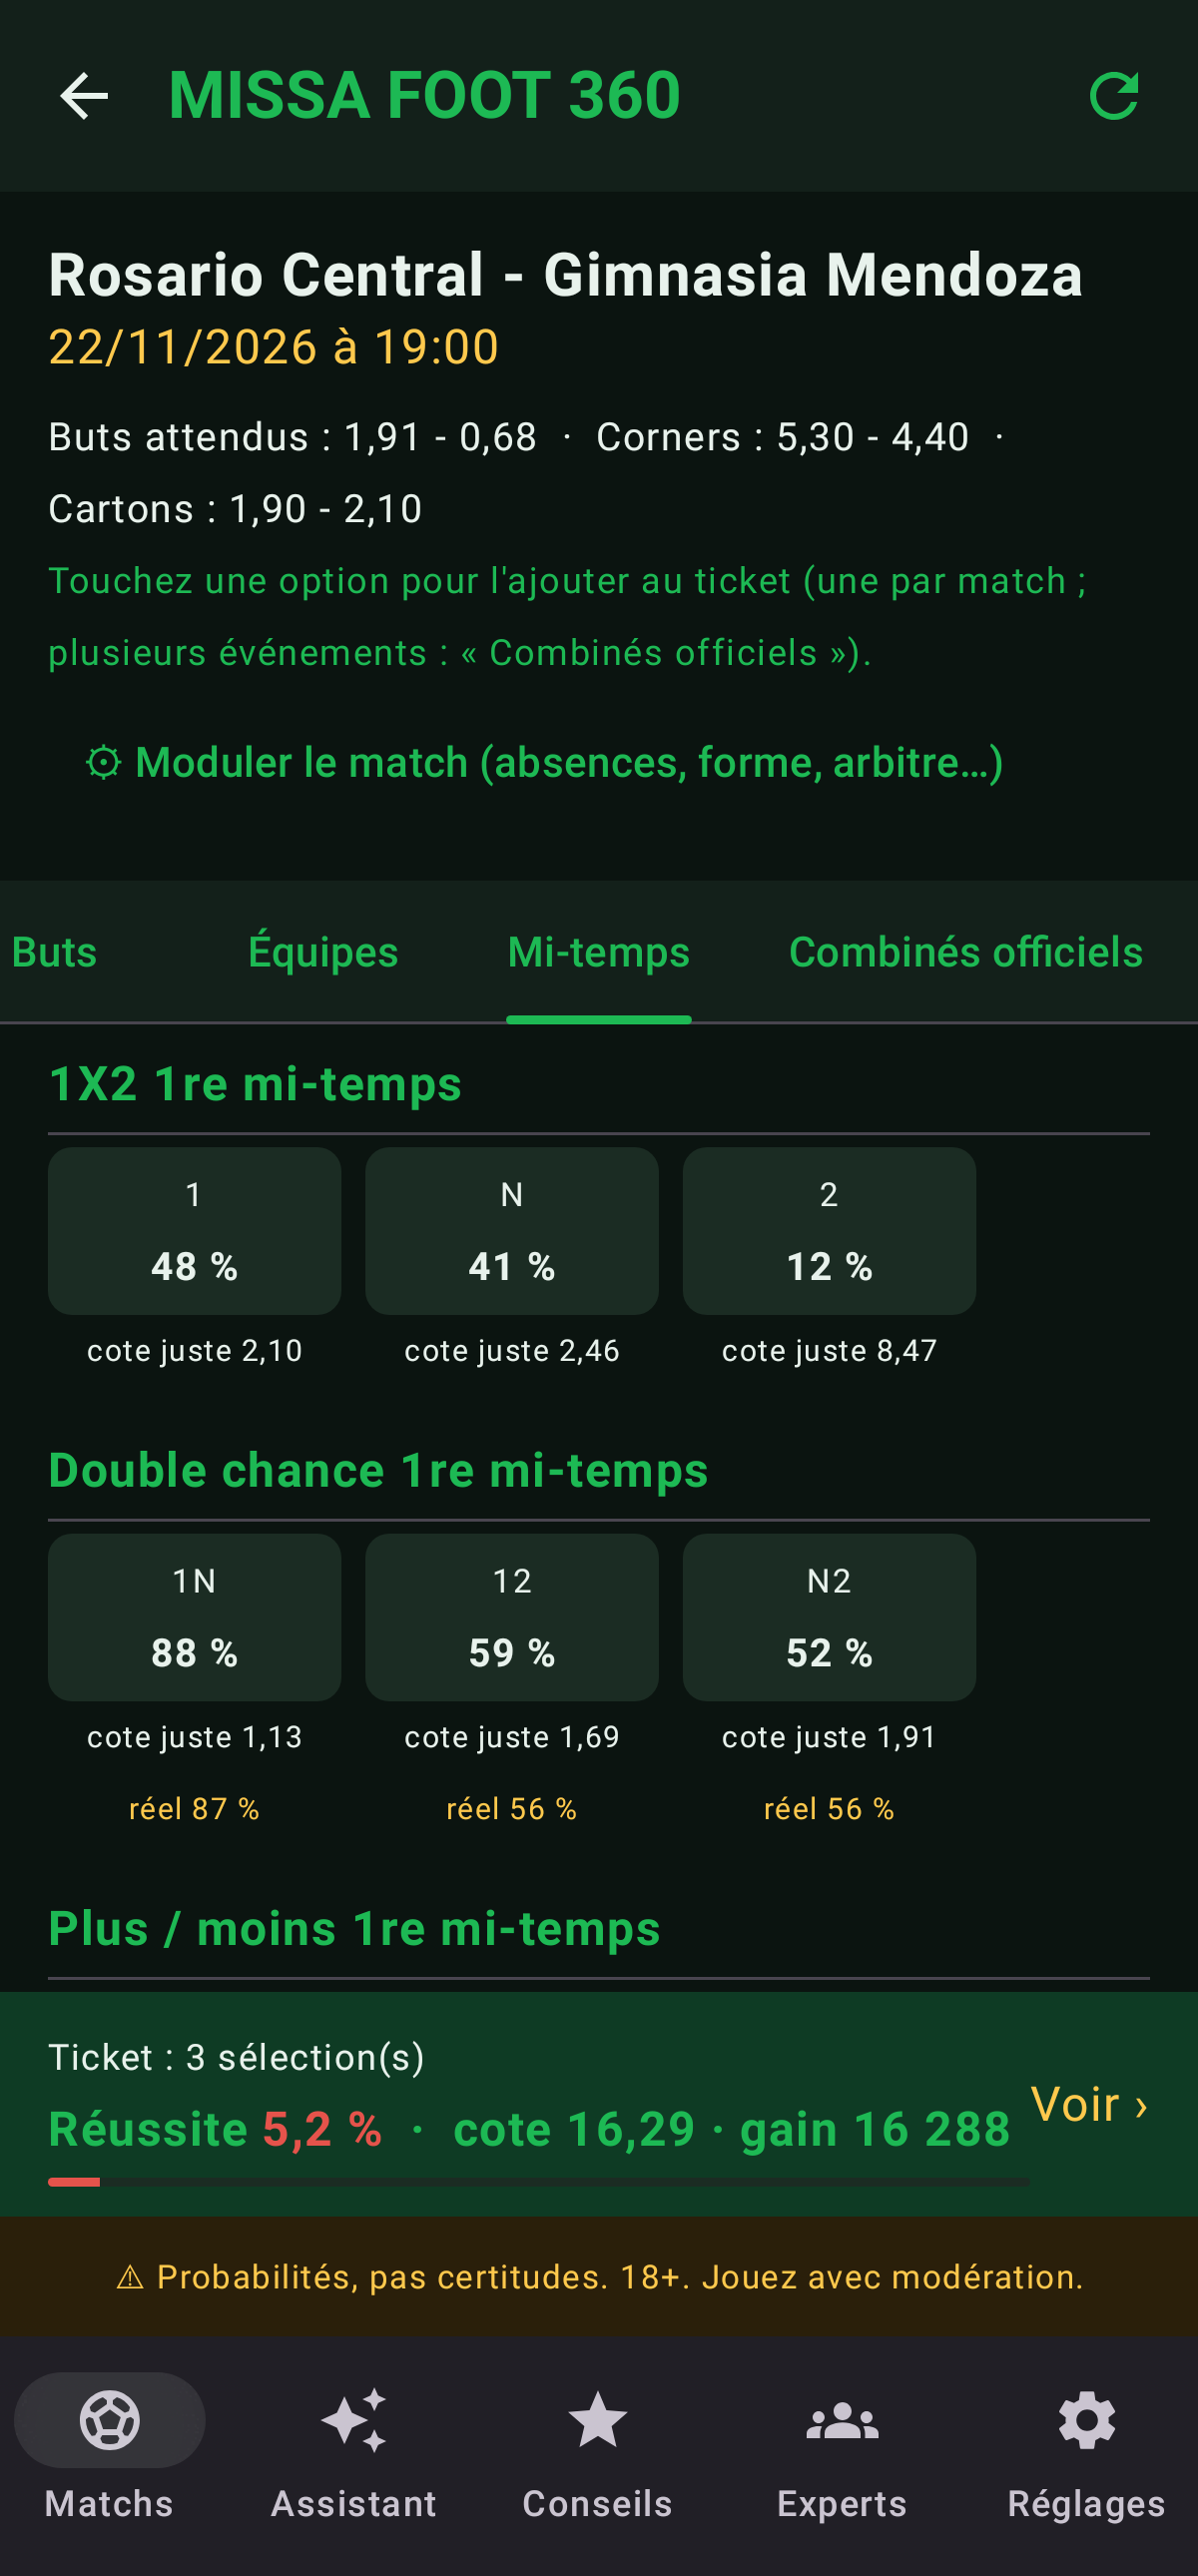 MISSA FOOT 360
Rosario Central - Gimnasia Mendoza
22/11/2026 à 19:00
Buts attendus : 1,91 - 0,68 · Corners : 5,30 - 4,40 ·
Cartons : 1,90 - 2,10
Touchez une option pour l'ajouter au ticket (une par match ;
plusieurs événements : « Combinés officiels »).
Moduler le match (absences, forme, arbitre…)
Buts Équipes Mi-temps Combinés officiels
1X2 1re mi-temps
1 N 2
48 % 41 % 12 %
cote juste 2,10 cote juste 2,46 cote juste 8,47
Double chance 1re mi-temps
1N 12 N2
88 % 59 % 52 %
cote juste 1,13 cote juste 1,69 cote juste 1,91
réel 87 % réel 56 % réel 56 %
Plus / moins 1re mi-temps
Ticket : 3 sélection(s)
Réussite 5,2 % · cote 16,29 · gain 16 288
Voir ›
⚠ Probabilités, pas certitudes. 18+. Jouez avec modération.
Matchs Assistant Conseils Experts Réglages